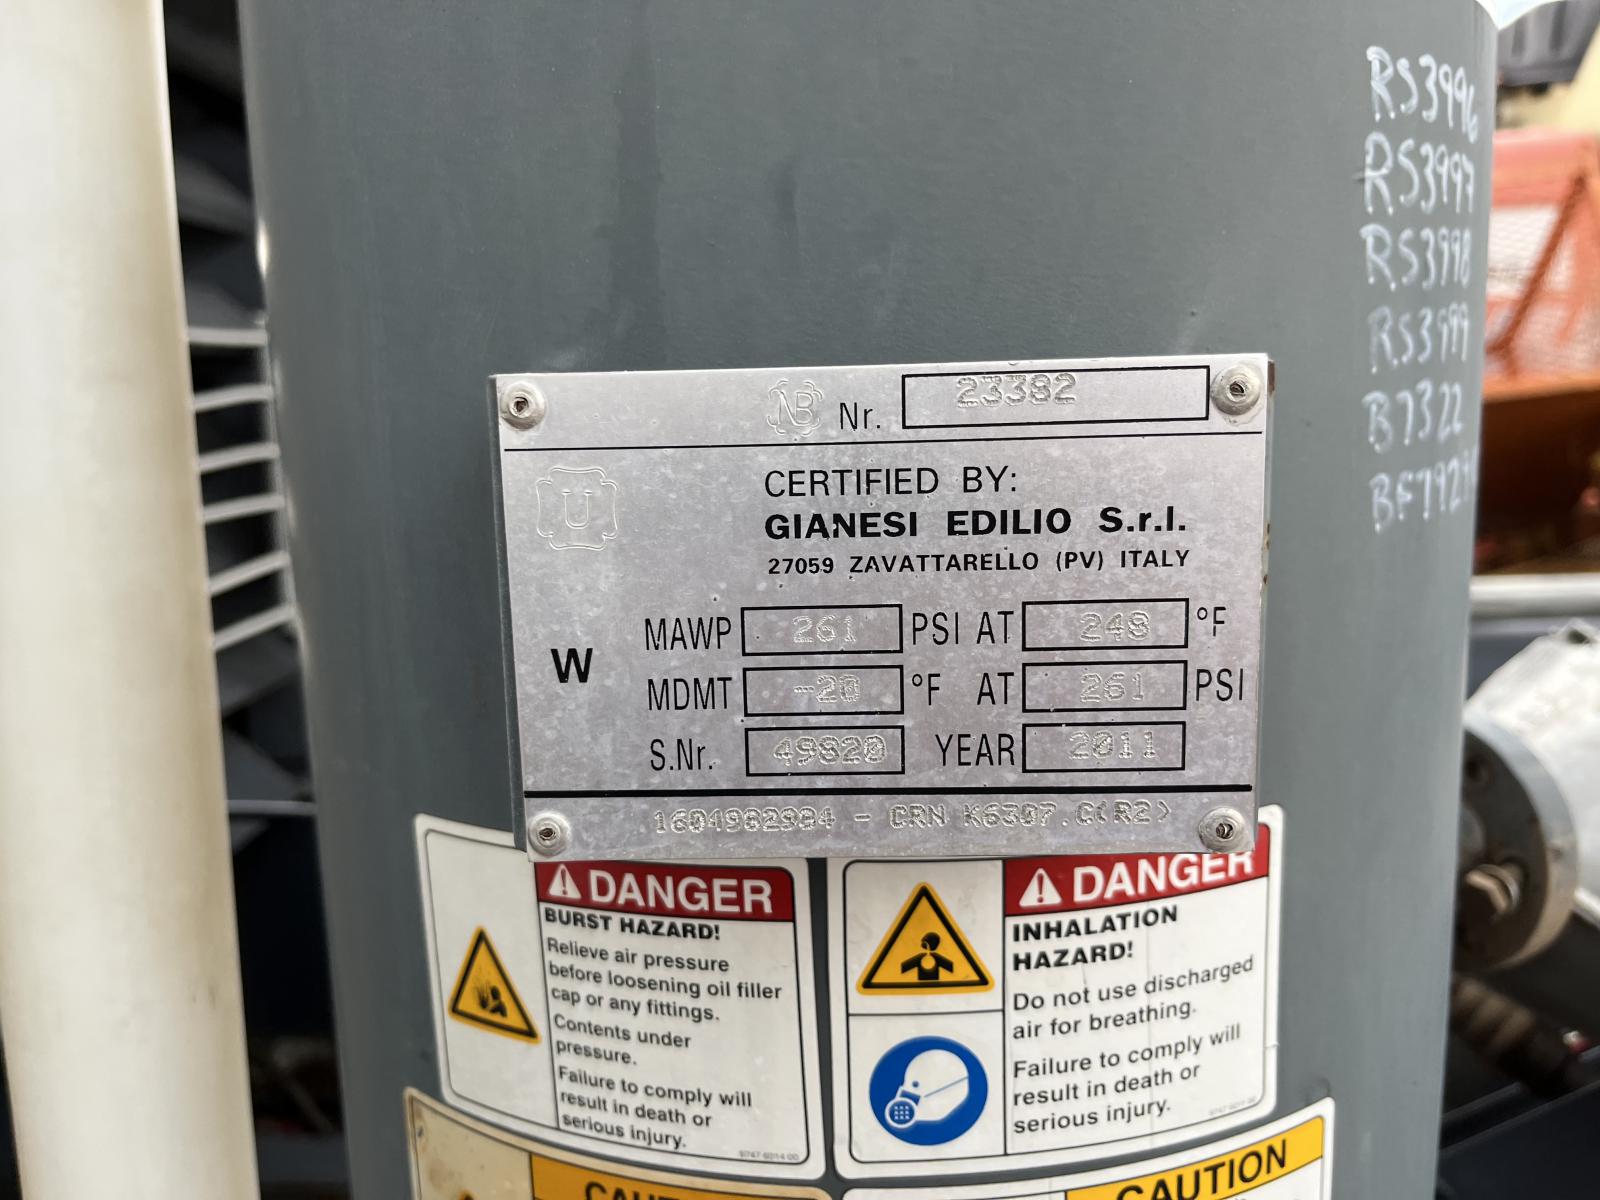 RS3996
RS3997
RS3998
RS3999
B7322
NB Nr. 23382
U
CERTIFIED BY:
GIANESI EDILIO S.r.l.
27059 ZAVATTARELLO (PV) ITALY
W
MAWP 261 PSI AT 248 °F
MDMT -20 °F AT 261 PSI
S.Nr. 49820 YEAR 2011
1604982994 - CRN K6307.C(R2)
DANGER
BURST HAZARD!
Relieve air pressure
before loosening oil filler
cap or any fittings.
Contents under
pressure.
Failure to comply will
result in death or
serious injury.
DANGER
INHALATION
HAZARD!
Do not use discharged
air for breathing.
Failure to comply will
result in death or
serious injury.
CAUTION